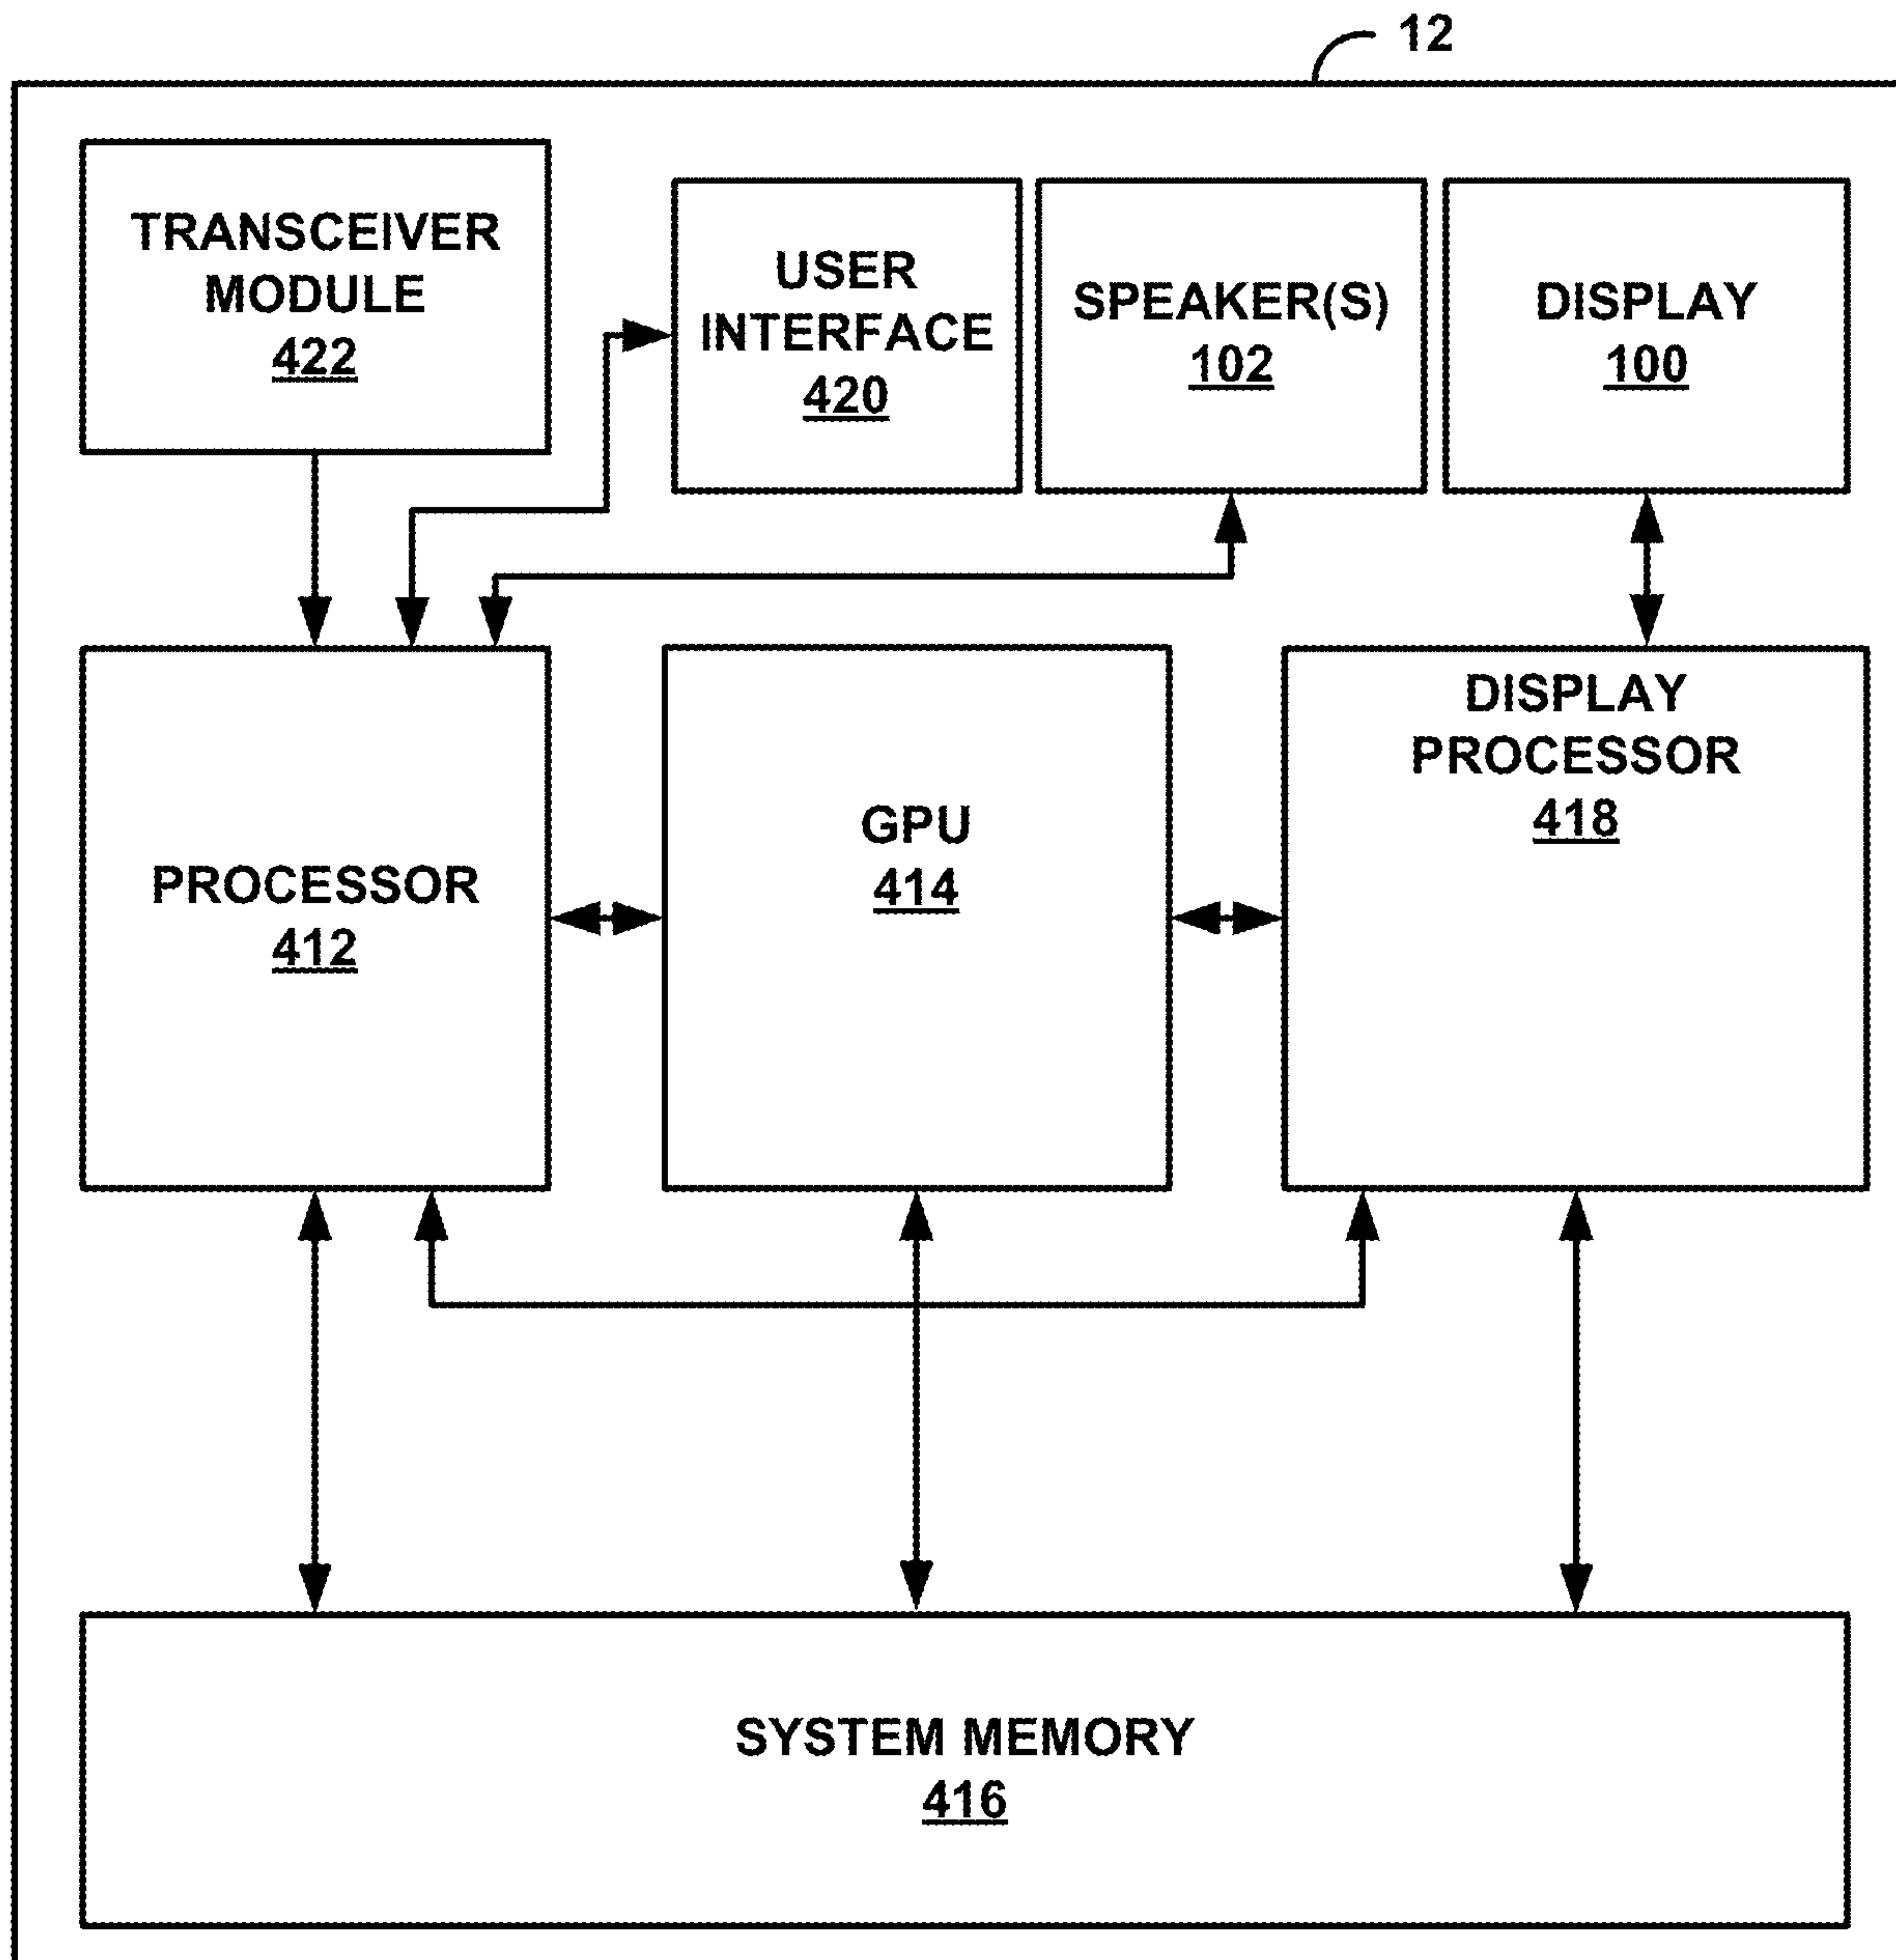 12
TRANSCEIVER
MODULE
422
USER
INTERFACE
420
SPEAKER(S)
102
DISPLAY
100
PROCESSOR
412
GPU
414
DISPLAY
PROCESSOR
418
SYSTEM MEMORY
416